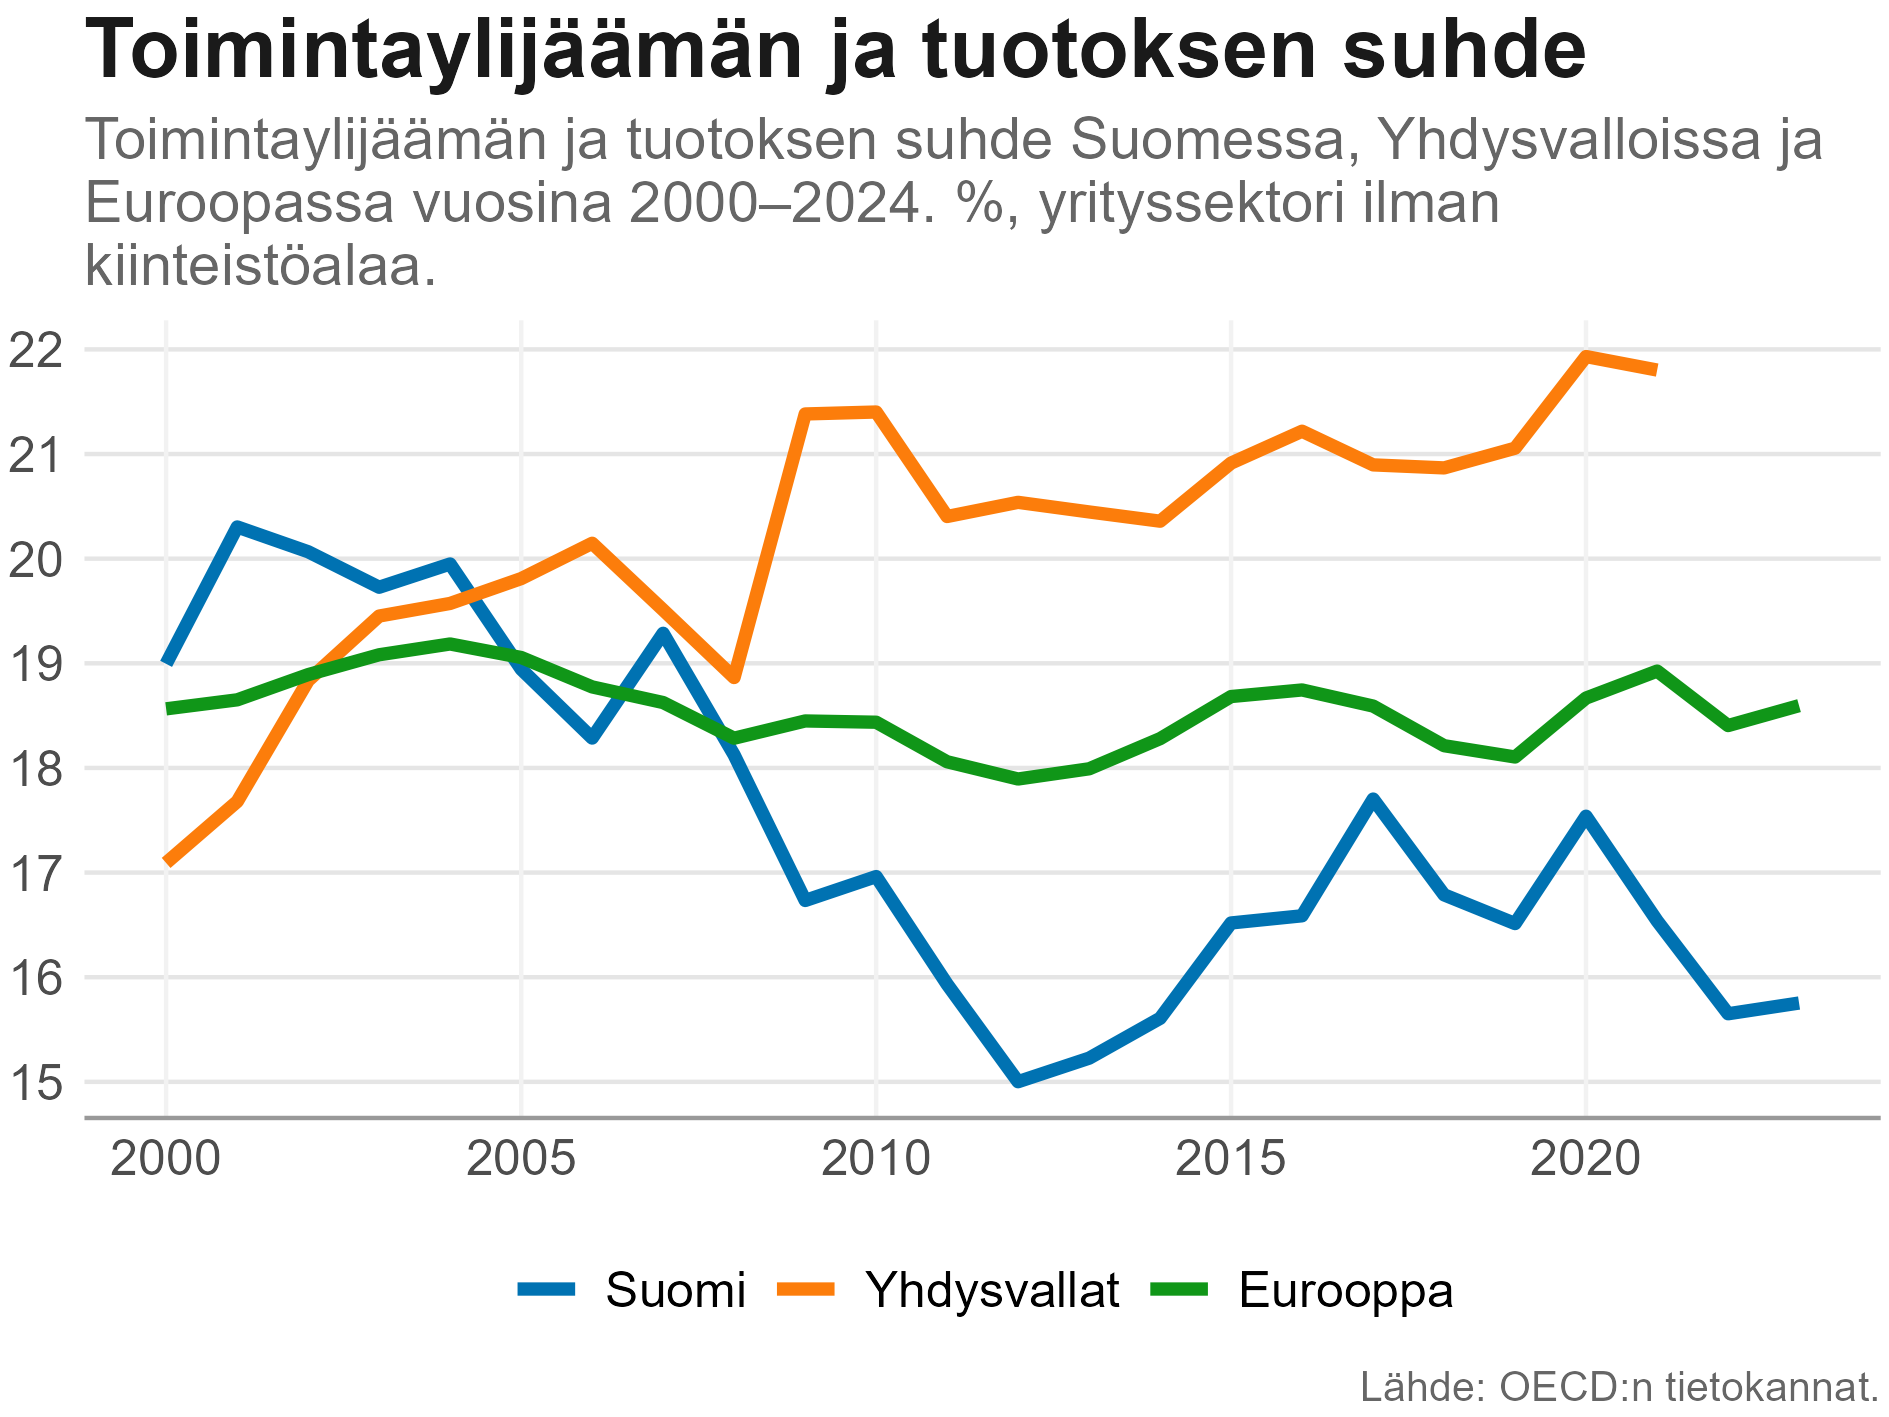 Toimintaylijäämän ja tuotoksen suhde
Toimintaylijäämän ja tuotoksen suhde Suomessa, Yhdysvalloissa ja
Euroopassa vuosina 2000–2024. %, yrityssektori ilman
kiinteistöalaa.
22
21
20
19
18
17
16
15
2000 2005 2010 2015 2020
Suomi Yhdysvallat Eurooppa
Lähde: OECD:n tietokannat.